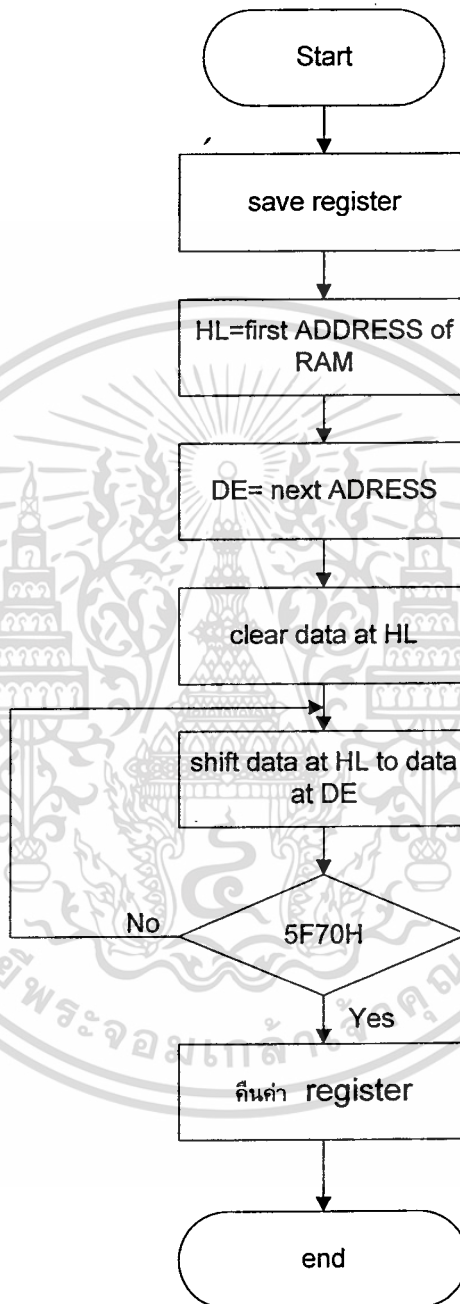 Start
save register
HL=first ADDRESS of
RAM
DE= next ADRESS
clear data at HL
shift data at HL to data
at DE
5F70H
No
Yes
คืนค่า register
end